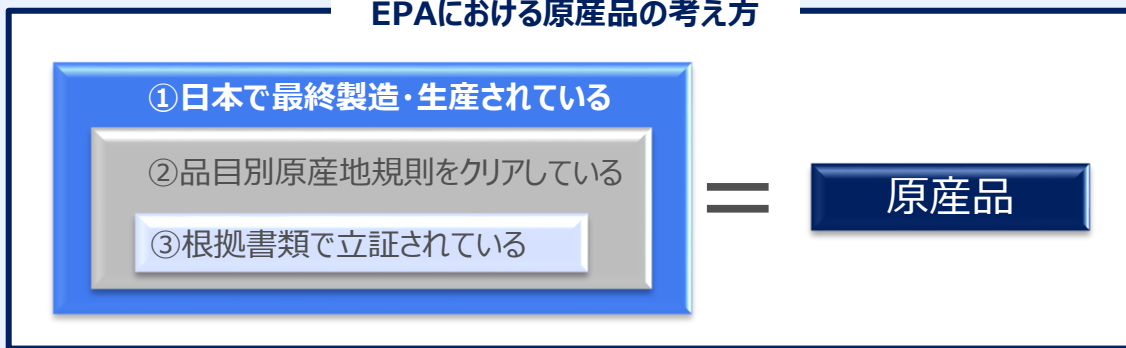 EPAにおける原産品の考え方
①日本で最終製造・生産されている
②品目別原産地規則をクリアしている
③根拠書類で立証されている
=
原産品